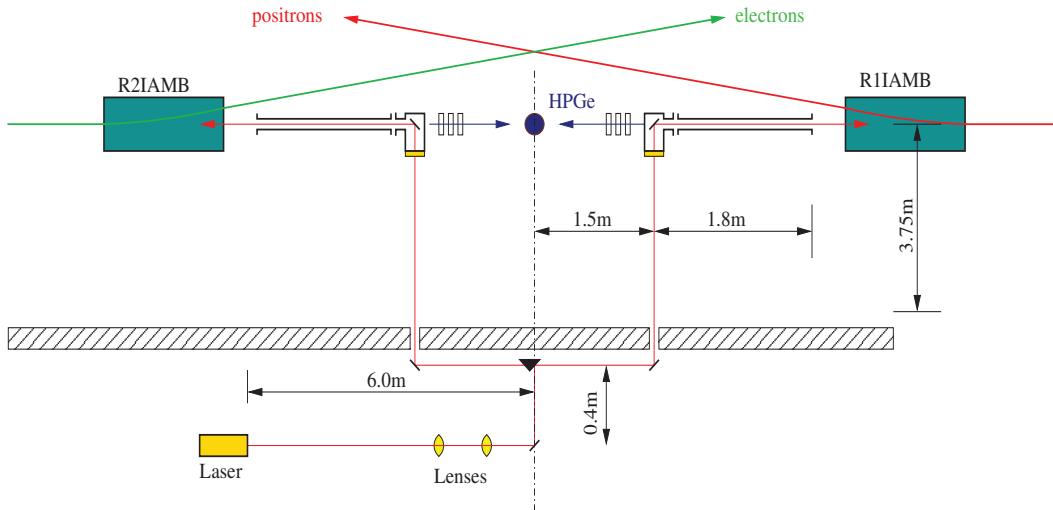 positrons
electrons
R2IAMB
HPGe
R1IAMB
1.5m
1.8m
3.75m
6.0m
0.4m
Laser
Lenses